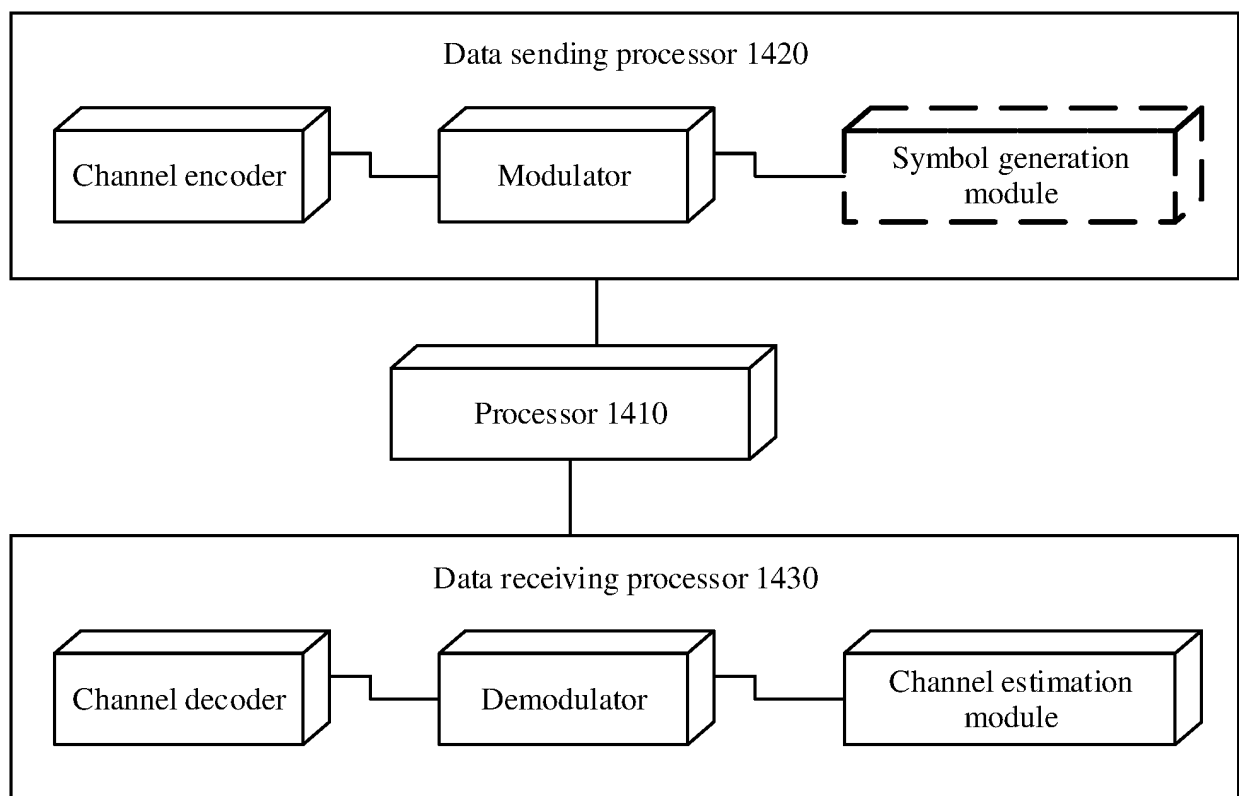 Data sending processor 1420
Channel encoder
Modulator
Symbol generation
module
Processor 1410
Data receiving processor 1430
Channel decoder
Demodulator
Channel estimation
module